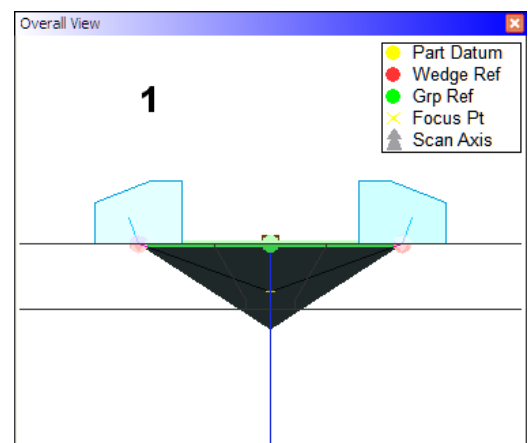 Overall View
Part Datum
Wedge Ref
Grp Ref
Focus Pt
Scan Axis
1